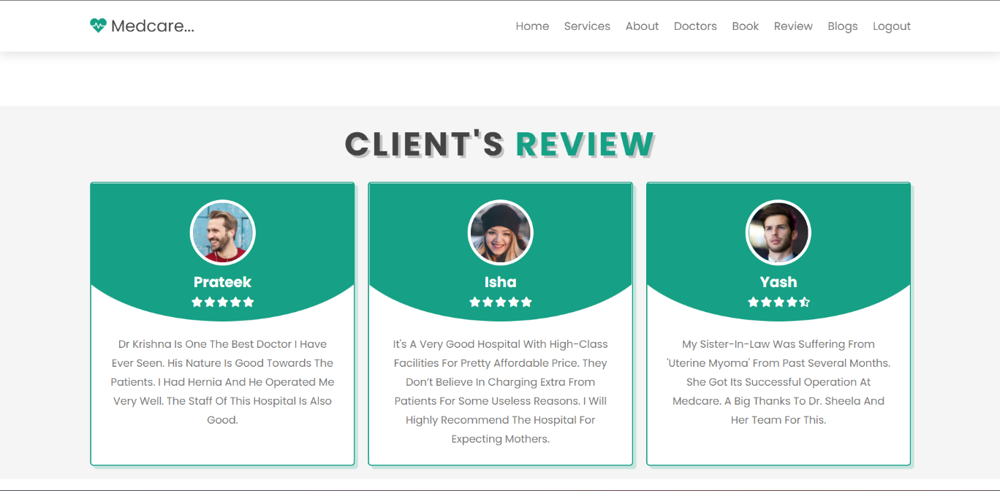 Medcare...
Home Services About Doctors Book Review Blogs Logout
CLIENT'S REVIEW
Prateek
Dr Krishna Is One The Best Doctor I Have
Ever Seen. His Nature Is Good Towards The
Patients. I Had Hernia And He Operated Me
Very Well. The Staff Of This Hospital Is Also
Good.
Isha
It's A Very Good Hospital With High-Class
Facilities For Pretty Affordable Price. They
Don’t Believe In Charging Extra From
Patients For Some Useless Reasons. I Will
Highly Recommend The Hospital For
Expecting Mothers.
Yash
My Sister-In-Law Was Suffering From
'Uterine Myoma' From Past Several Months.
She Got Its Successful Operation At
Medcare. A Big Thanks To Dr. Sheela And
Her Team For This.